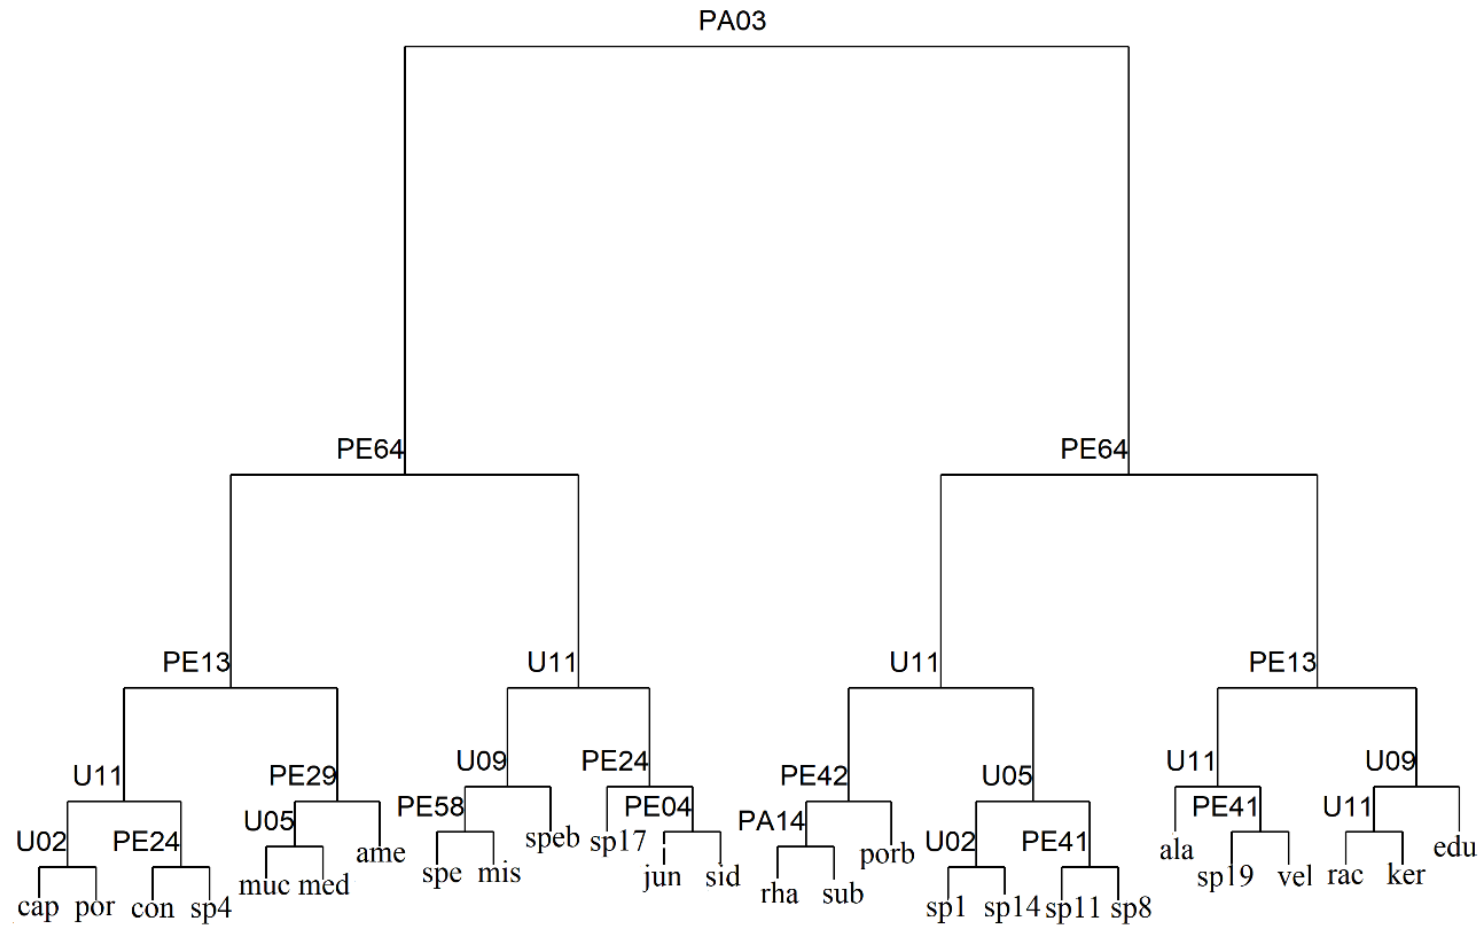 PA03
PE64 PE64
PE13 U11 U11 PE13
U11 PE29 U09 PE24 PE42 U05 U11 U09
U02 PE24 U05 PE58 PE04 PA14 U02 PE41 PE41 U11
cap por con sp4 muc med ame spe mis speb sp17 jun sid rha sub porb sp1 sp14 sp11 sp8 ala sp19 vel rac ker edu